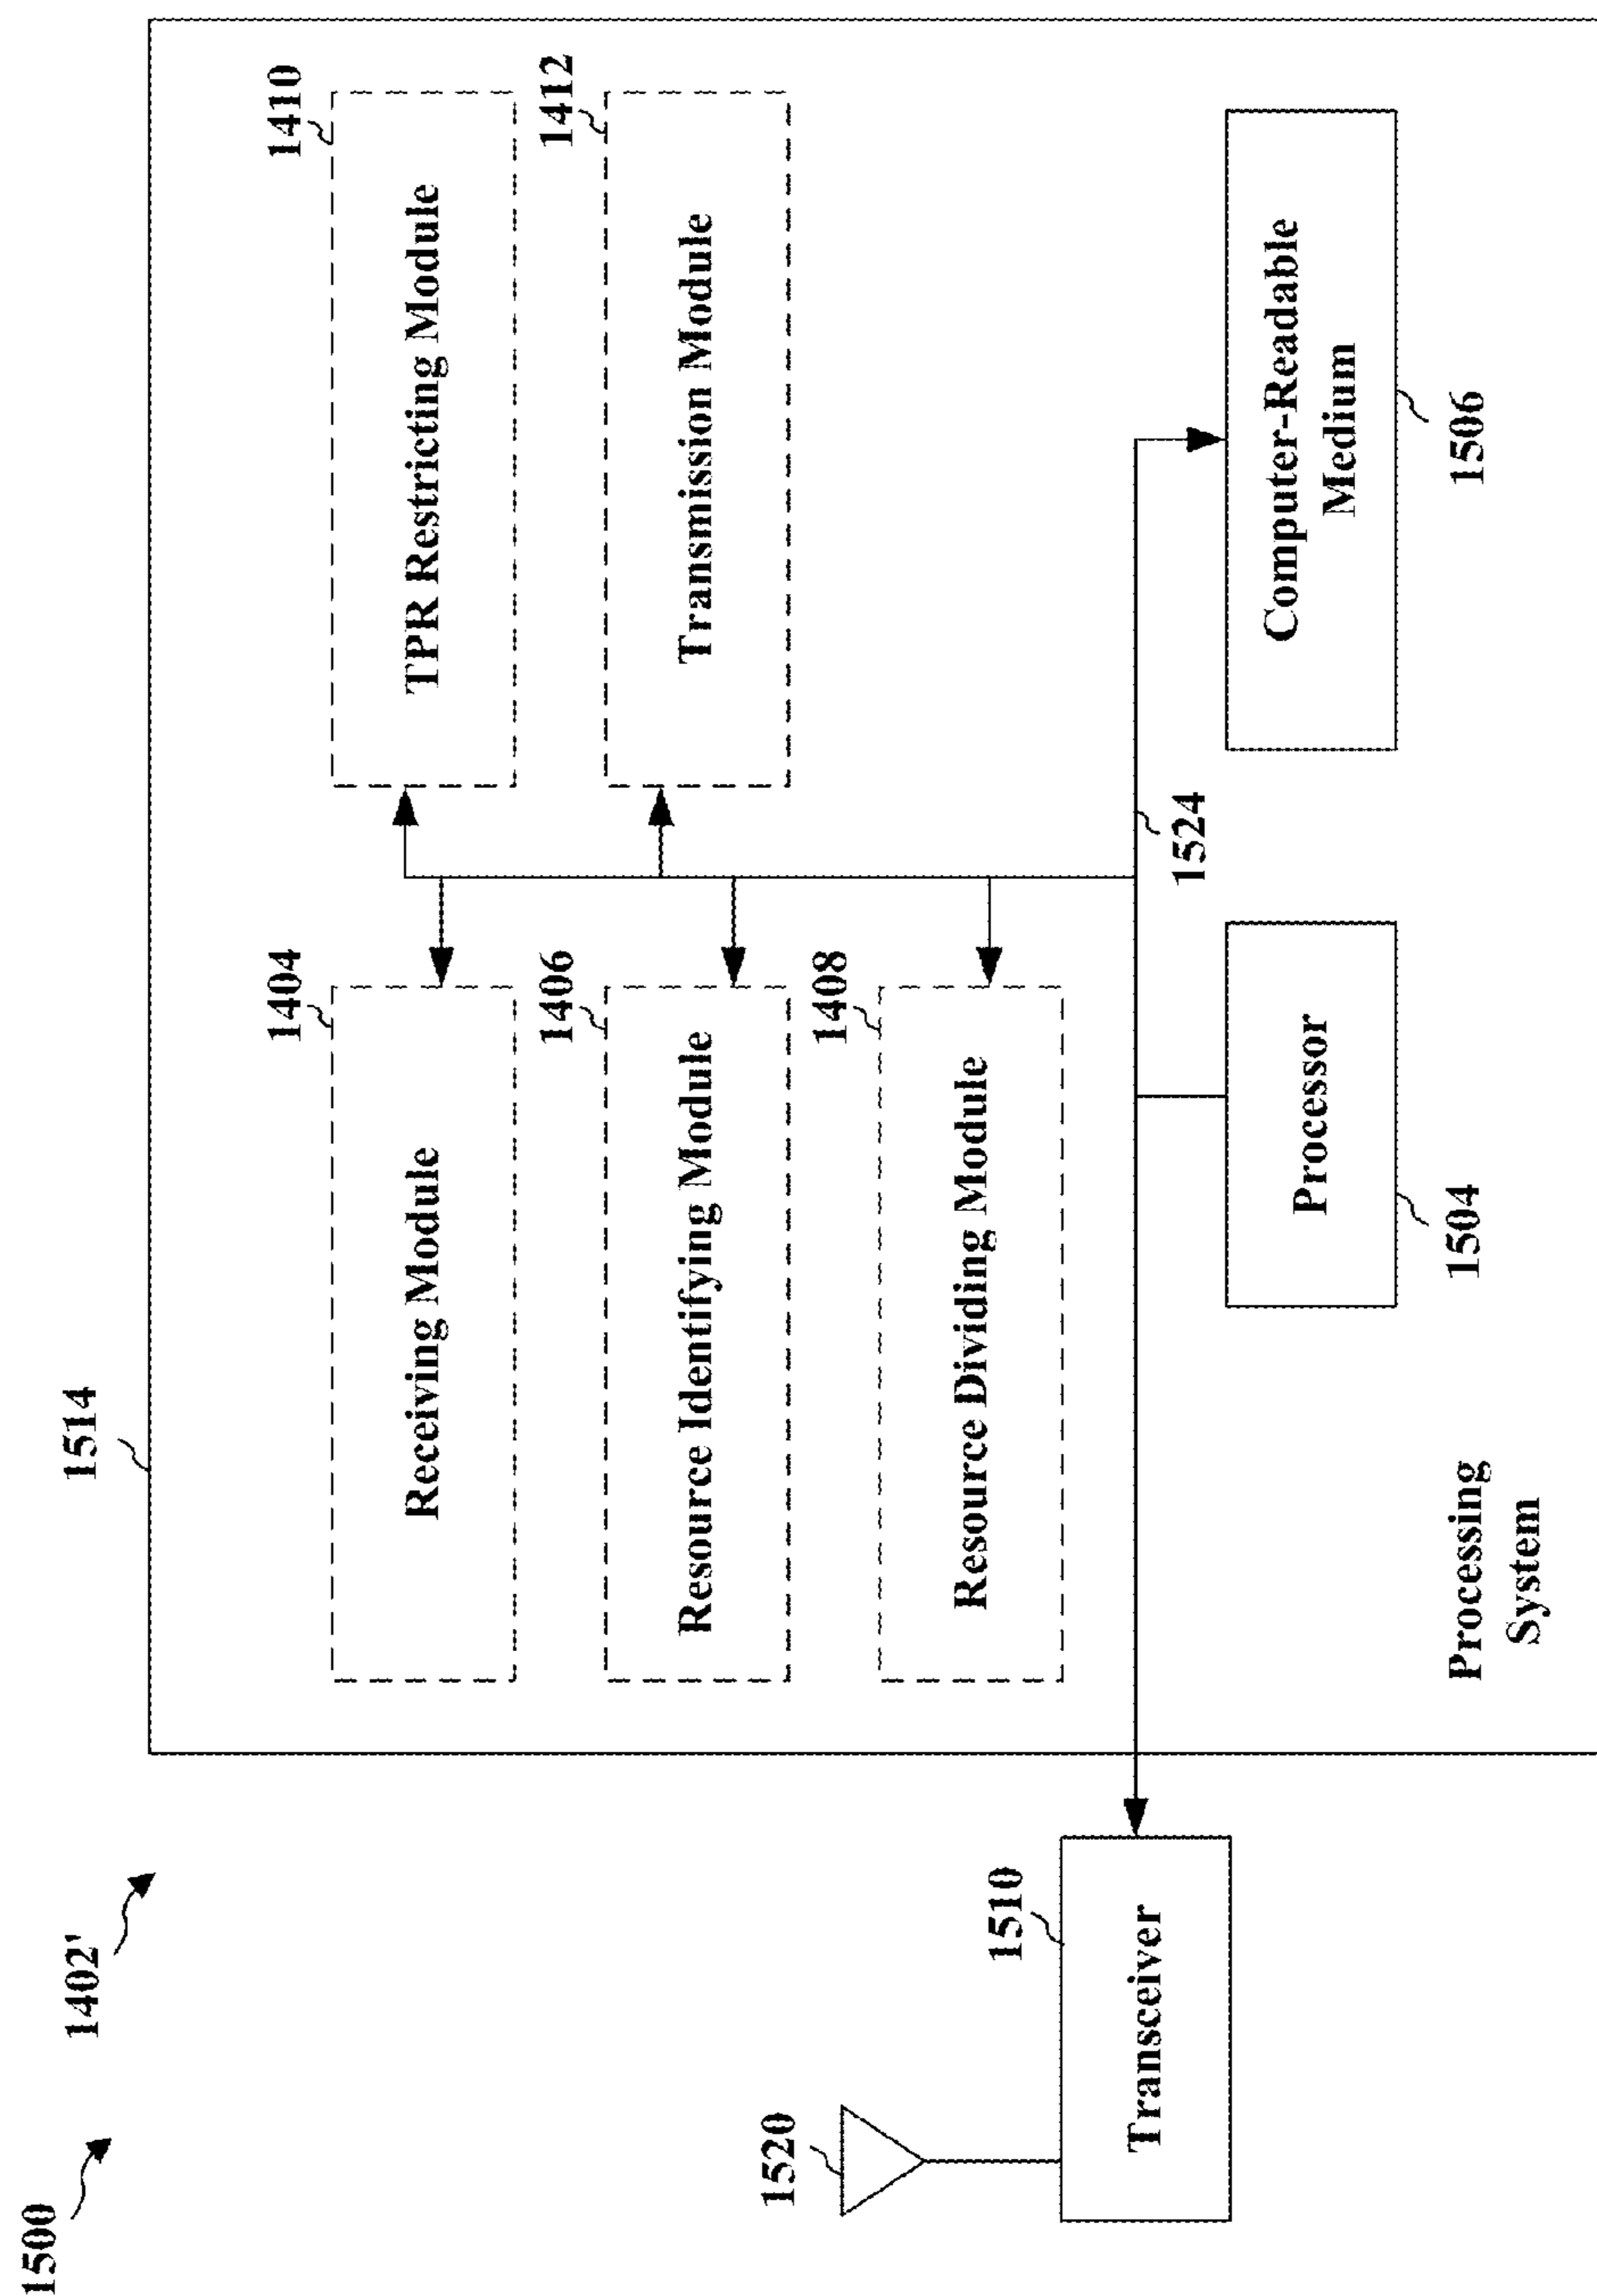 1500
1402'
1514
1404
Receiving Module
1410
TPR Restricting Module
1406
Resource Identifying Module
1412
Transmission Module
1408
Resource Dividing Module
1520
1510
Transceiver
1524
Processor
1504
Computer-Readable
Medium
1506
Processing
System